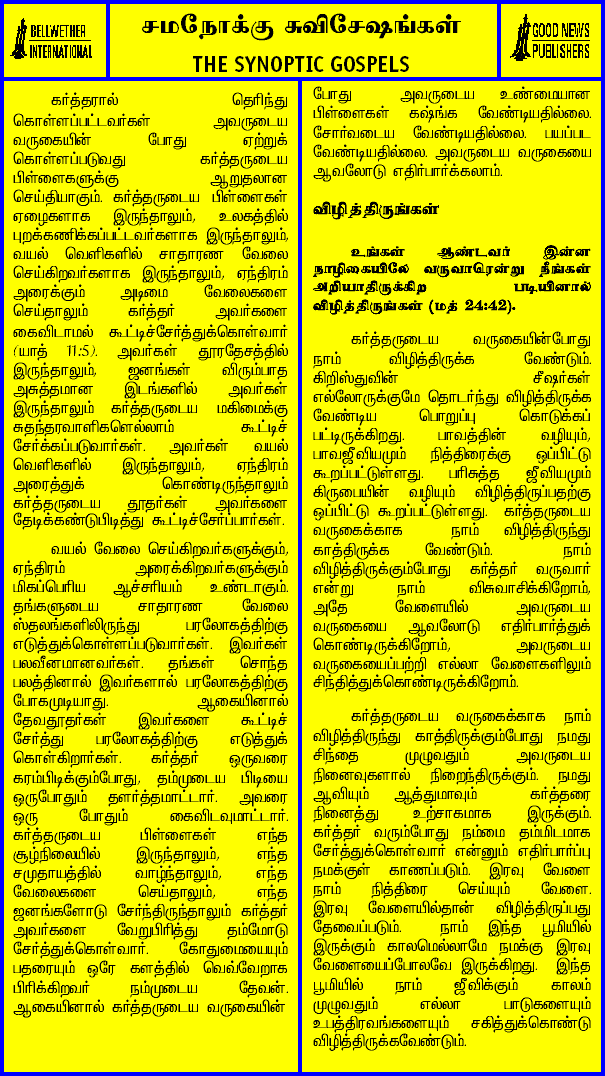 BELLWETHER
INTERNATIONAL
சமநோக்கு சுவிசேஷங்கள்
THE SYNOPTIC GOSPELS
GOOD NEWS
PUBLISHERS
கர்த்தரால் தெரிந்து
கொள்ளப்பட்டவர்கள் அவருடைய
வருகையின் போது ஏற்றுக்
கொள்ளப்படுவது கர்த்தருடைய
பிள்ளைகளுக்கு ஆறுதலான
செய்தியாகும். கர்த்தருடைய பிள்ளைகள்
ஏழைகளாக இருந்தாலும், உலகத்தில்
புறக்கணிக்கப்பட்டவர்களாக இருந்தாலும்,
வயல் வெளிகளில் சாதாரண வேலை
செய்கிறவர்களாக இருந்தாலும், ஏந்திரம்
அரைக்கும் அடிமை வேலைகளை
செய்தாலும் கர்த்தர் அவர்களை
கைவிடாமல் கூட்டிச்சேர்த்துக்கொள்வார்
(யாத் 11:5). அவர்கள் தூரதேசத்தில்
இருந்தாலும், ஜனங்கள் விரும்பாத
அசுத்தமான இடங்களில் அவர்கள்
இருந்தாலும் கர்த்தருடைய மகிமைக்கு
சுதந்தரவாளிகளெல்லாம் கூட்டிச்
சேர்க்கப்படுவார்கள். அவர்கள் வயல்
வெளிகளில் இருந்தாலும், ஏந்திரம்
அரைத்துக் கொண்டிருந்தாலும்
கர்த்தருடைய தூதர்கள் அவர்களை
தேடிக்கண்டுபிடித்து கூட்டிச்சேர்ப்பார்கள்.
வயல் வேலை செய்கிறவர்களுக்கும்,
ஏந்திரம் அரைக்கிறவர்களுக்கும்
மிகப்பெரிய ஆச்சரியம் உண்டாகும்.
தங்களுடைய சாதாரண வேலை
ஸ்தலங்களிலிருந்து பரலோகத்திற்கு
எடுத்துக்கொள்ளப்படுவார்கள். இவர்கள்
பலவீனமானவர்கள். தங்கள் சொந்த
பலத்தினால் இவர்களால் பரலோகத்திற்கு
போகமுடியாது. ஆகையினால்
தேவதூதர்கள் இவர்களை கூட்டிச்
சேர்த்து பரலோகத்திற்கு எடுத்துக்
கொள்கிறார்கள். கர்த்தர் ஒருவரை
கரம்பிடிக்கும்போது, தம்முடைய பிடியை
ஒருபோதும் தளர்த்தமாட்டார். அவரை
ஒரு போதும் கைவிடவுமாட்டார்.
கர்த்தருடைய பிள்ளைகள் எந்த
சூழ்நிலையில் இருந்தாலும், எந்த
சமுதாயத்தில் வாழ்ந்தாலும், எந்த
வேலைகளை செய்தாலும், எந்த
ஜனங்களோடு சேர்ந்திருந்தாலும் கர்த்தர்
அவர்களை வேறுபிரித்து தம்மோடு
சேர்த்துக்கொள்வார். கோதுமையையும்
பதரையும் ஒரே களத்தில் வெவ்வேறாக
பிரிக்கிறவர் நம்முடைய தேவன்.
ஆகையினால் கர்த்தருடைய வருகையின்
போது அவருடைய உண்மையான
பிள்ளைகள் கஷ்ங்க வேண்டியதில்லை.
சோர்வடைய வேண்டியதில்லை. பயப்பட
வேண்டியதில்லை. அவருடைய வருகையை
ஆவலோடு எதிர்பார்க்கலாம்.
விழித்திருங்கள்
உங்கள் ஆண்டவர் இன்ன
நாழிகையிலே வருவாரென்று நீங்கள்
அறியாதிருக்கிற படியினால்
விழித்திருங்கள் (மத் 24:42).
கர்த்தருடைய வருகையின்போது
நாம் விழித்திருக்க வேண்டும்.
கிறிஸ்துவின் சீஷர்கள்
எல்லோருக்குமே தொடர்ந்து விழித்திருக்க
வேண்டிய பொறுப்பு கொடுக்கப்
பட்டிருக்கிறது. பாவத்தின் வழியும்,
பாவஜீவியமும் நித்திரைக்கு ஒப்பிட்டு
கூறப்பட்டுள்ளது. பரிசுத்த ஜீவியமும்
கிருபையின் வழியும் விழித்திருப்பதற்கு
ஒப்பிட்டு கூறப்பட்டுள்ளது. கர்த்தருடைய
வருகைக்காக நாம் விழித்திருந்து
காத்திருக்க வேண்டும். நாம்
விழித்திருக்கும்போது கர்த்தர் வருவார்
என்று நாம் விசுவாசிக்கிறோம்,
அதே வேளையில் அவருடைய
வருகையை ஆவலோடு எதிர்பார்த்துக்
கொண்டிருக்கிறோம், அவருடைய
வருகையைப்பற்றி எல்லா வேளைகளிலும்
சிந்தித்துக்கொண்டிருக்கிறோம்.
கர்த்தருடைய வருகைக்காக நாம்
விழித்திருந்து காத்திருக்கும்போது நமது
சிந்தை முழுவதும் அவருடைய
நினைவுகளால் நிறைந்திருக்கும். நமது
ஆவியும் ஆத்துமாவும் கர்த்தரை
நினைத்து உற்சாகமாக இருக்கும்.
கர்த்தர் வரும்போது நம்மை தம்மிடமாக
சேர்த்துக்கொள்வார் என்னும் எதிர்பார்ப்பு
நமக்குள் காணப்படும். இரவு வேளை
நாம் நித்திரை செய்யும் வேளை.
இரவு வேளையில்தான் விழித்திருப்பது
தேவைப்படும். நாம் இந்த பூமியில்
இருக்கும் காலமெல்லாமே நமக்கு இரவு
வேளையைப்போலவே இருக்கிறது. இந்த
பூமியில் நாம் ஜீவிக்கும் காலம்
முழுவதும் எல்லா பாடுகளையும்
உபத்திரவங்களையும் சகித்துக்கொண்டு
விழித்திருக்கவேண்டும்.